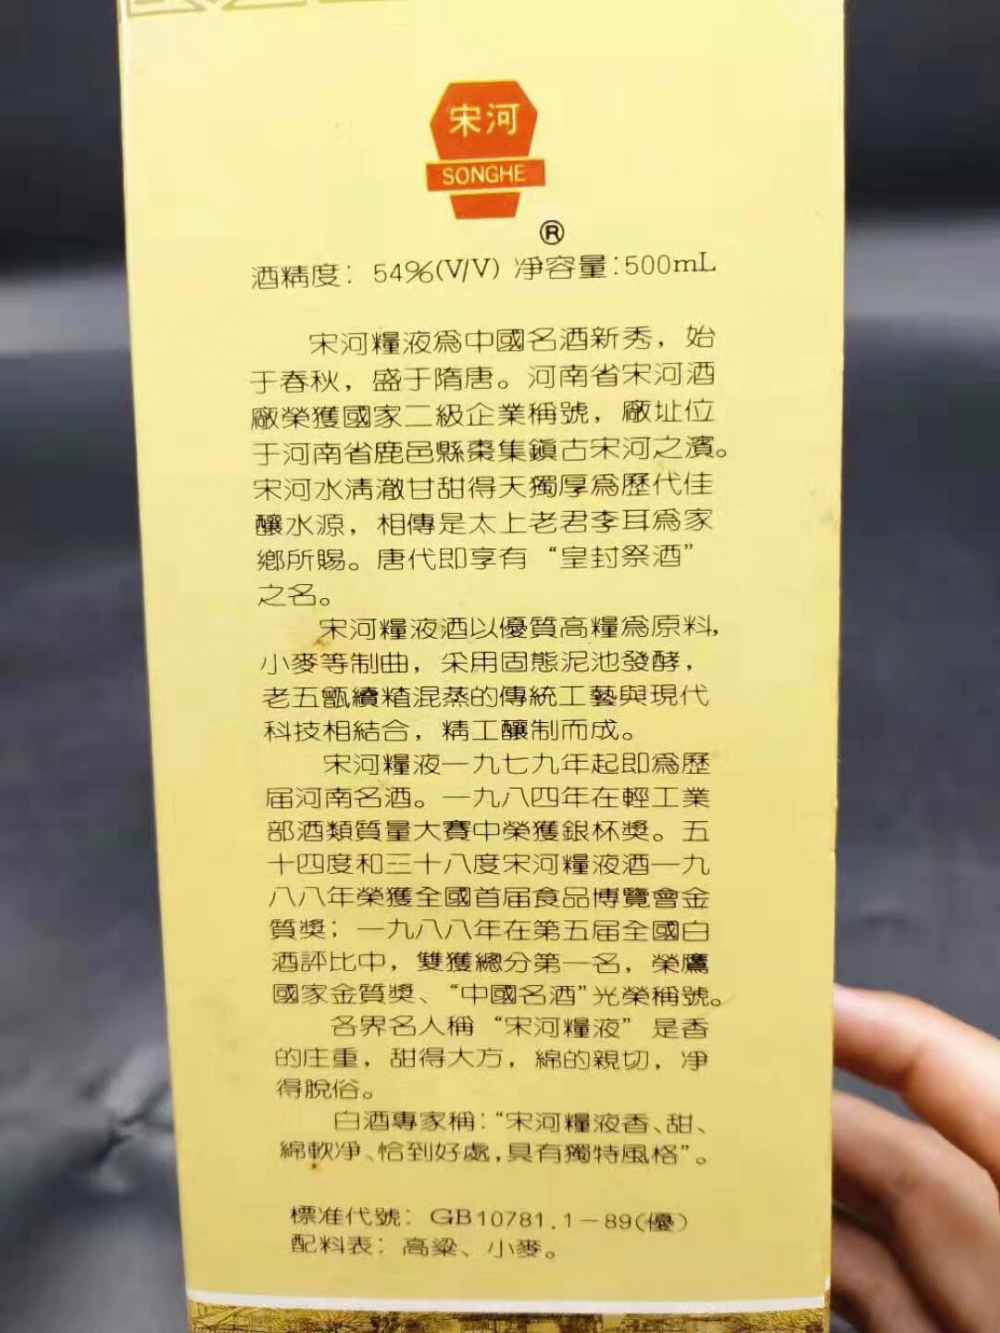 宋河
SONGHE
®
酒精度：54%(V/V) 净容量：500mL
宋河糧液爲中國名酒新秀，始
于春秋，盛于隋唐。河南省宋河酒
廠榮獲國家二級企業稱號，廠址位
于河南省鹿邑縣棗集鎮古宋河之濱。
宋河水清澈甘甜得天獨厚爲歷代佳
釀水源，相傳是太上老君李耳爲家
鄉所賜。唐代即享有“皇封祭酒”
之名。
宋河糧液酒以優質高糧爲原料，
小麥等制曲，采用固態泥池發酵，
老五甑續楂混蒸的傳統工藝與現代
科技相結合，精工釀制而成。
宋河糧液一九七九年起即爲歷
届河南名酒。一九八四年在輕工業
部酒類質量大賽中榮獲銀杯獎。五
十四度和三十八度宋河糧液酒一九
八八年榮獲全國首届食品博覽會金
質獎；一九八八年在第五届全國白
酒評比中，雙獲總分第一名，榮膺
國家金質獎、“中國名酒”光榮稱號。
各界名人稱“宋河糧液”是香
的庄重，甜得大方，綿的親切，净
得脫俗。
白酒專家稱：“宋河糧液香、甜、
綿軟净、恰到好處，具有獨特風格”。
標准代號：GB10781.1－89(優)
配料表：高粱、小麥。